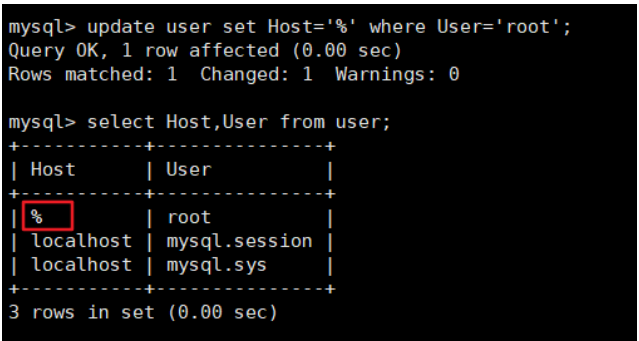 mysql> update user set Host='%' where User='root';
Query OK, 1 row affected (0.00 sec)
Rows matched: 1  Changed: 1  Warnings: 0
mysql> select Host,User from user;
+-----------+---------------+
| Host      | User          |
+-----------+---------------+
| %         | root          |
| localhost | mysql.session |
| localhost | mysql.sys     |
+-----------+---------------+
3 rows in set (0.00 sec)